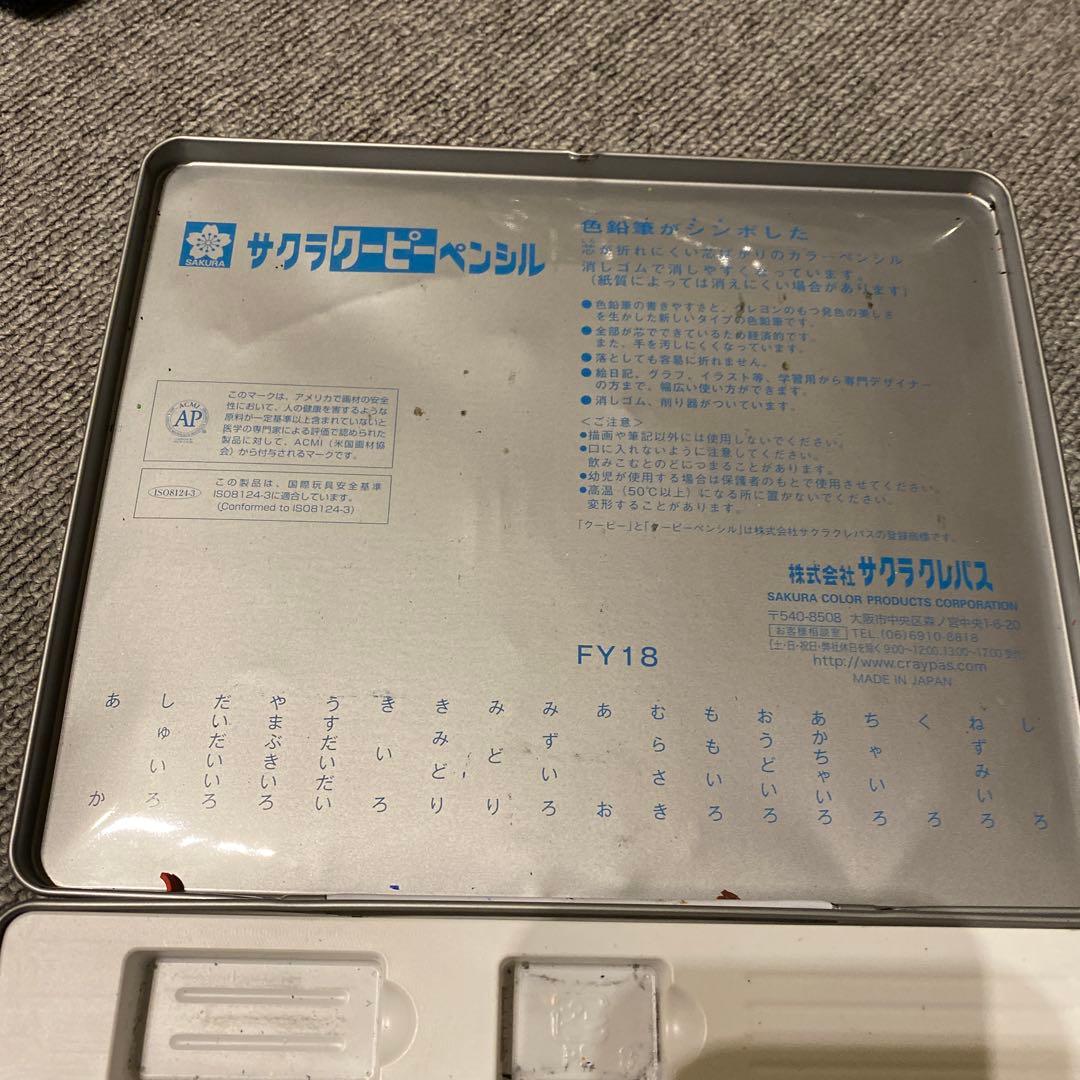 SAKURA
サクラクーピーペンシル
色鉛筆がシンポした
芯が折れにくい芯ばかりのカラーペンシル
消しゴムで消しやすくなっています。
（紙質によっては消えにくい場合があります）
●色鉛筆の書きやすさと、クレヨンのもつ発色の美しさ
を生かした新しいタイプの色鉛筆です。
●全部が芯でできているため経済的です。
また、手を汚しにくくなっています。
●落としても容易に折れません。
●絵日記、グラフ、イラスト等、学習用から専門デザイナー
の方まで、幅広い使い方ができます。
●消しゴム、削り器がついています。
＜ご注意＞
●描画や筆記以外には使用しないでください。
●口に入れないように注意してください。
飲みこむとのどにつまることがあります。
●幼児が使用する場合は保護者のもとで使用させてください。
●高温（50℃以上）になる所に置かないでください。
変形することがあります。
「クーピー」と「クーピーペンシル」は株式会社サクラクレパスの登録商標です。
ACMI
AP
このマークは、アメリカで画材の安全
性において、人の健康を害するような
原料が一定基準以上含まれていないと
医学の専門家による評価で認められた
製品に対して、ACMI（米国画材協
会）から付与されるマークです。
ISO8124-3
この製品は、国際玩具安全基準
ISO8124-3に適合しています。
(Conformed to ISO8124-3)
株式会社サクラクレパス
SAKURA COLOR PRODUCTS CORPORATION
〒540-8508 大阪市中央区森ノ宮中央1-6-20
お客様相談室 TEL.(06)6910-8818
［土・日・祝日・弊社休日を除く 9:00〜12:00、13:00〜17:00 受付］
http://www.craypas.com
MADE IN JAPAN
FY18
あか
しゅいろ
だいだいいろ
やまぶきいろ
うすだいだい
きいろ
きみどり
みどり
みずいろ
あお
むらさき
ももいろ
おうどいろ
あかちゃいろ
ちゃいろ
くろ
ねずみいろ
しろ